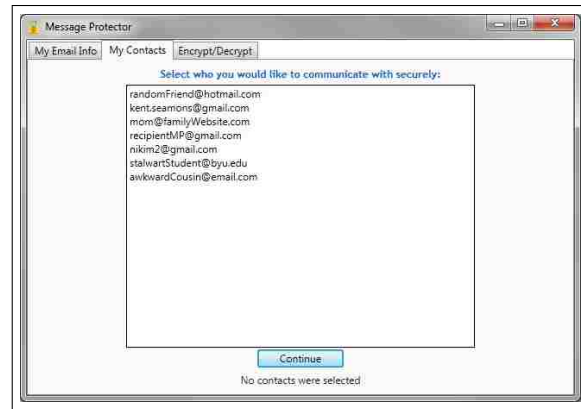 Message Protector
My Email Info My Contacts Encrypt/Decrypt
Select who you would like to communicate with securely:
randomFriend@hotmail.com
kent.seamons@gmail.com
mom@familyWebsite.com
recipientMP@gmail.com
nikim2@gmail.com
stalwartStudent@byu.edu
awkwardCousin@email.com
Continue
No contacts were selected